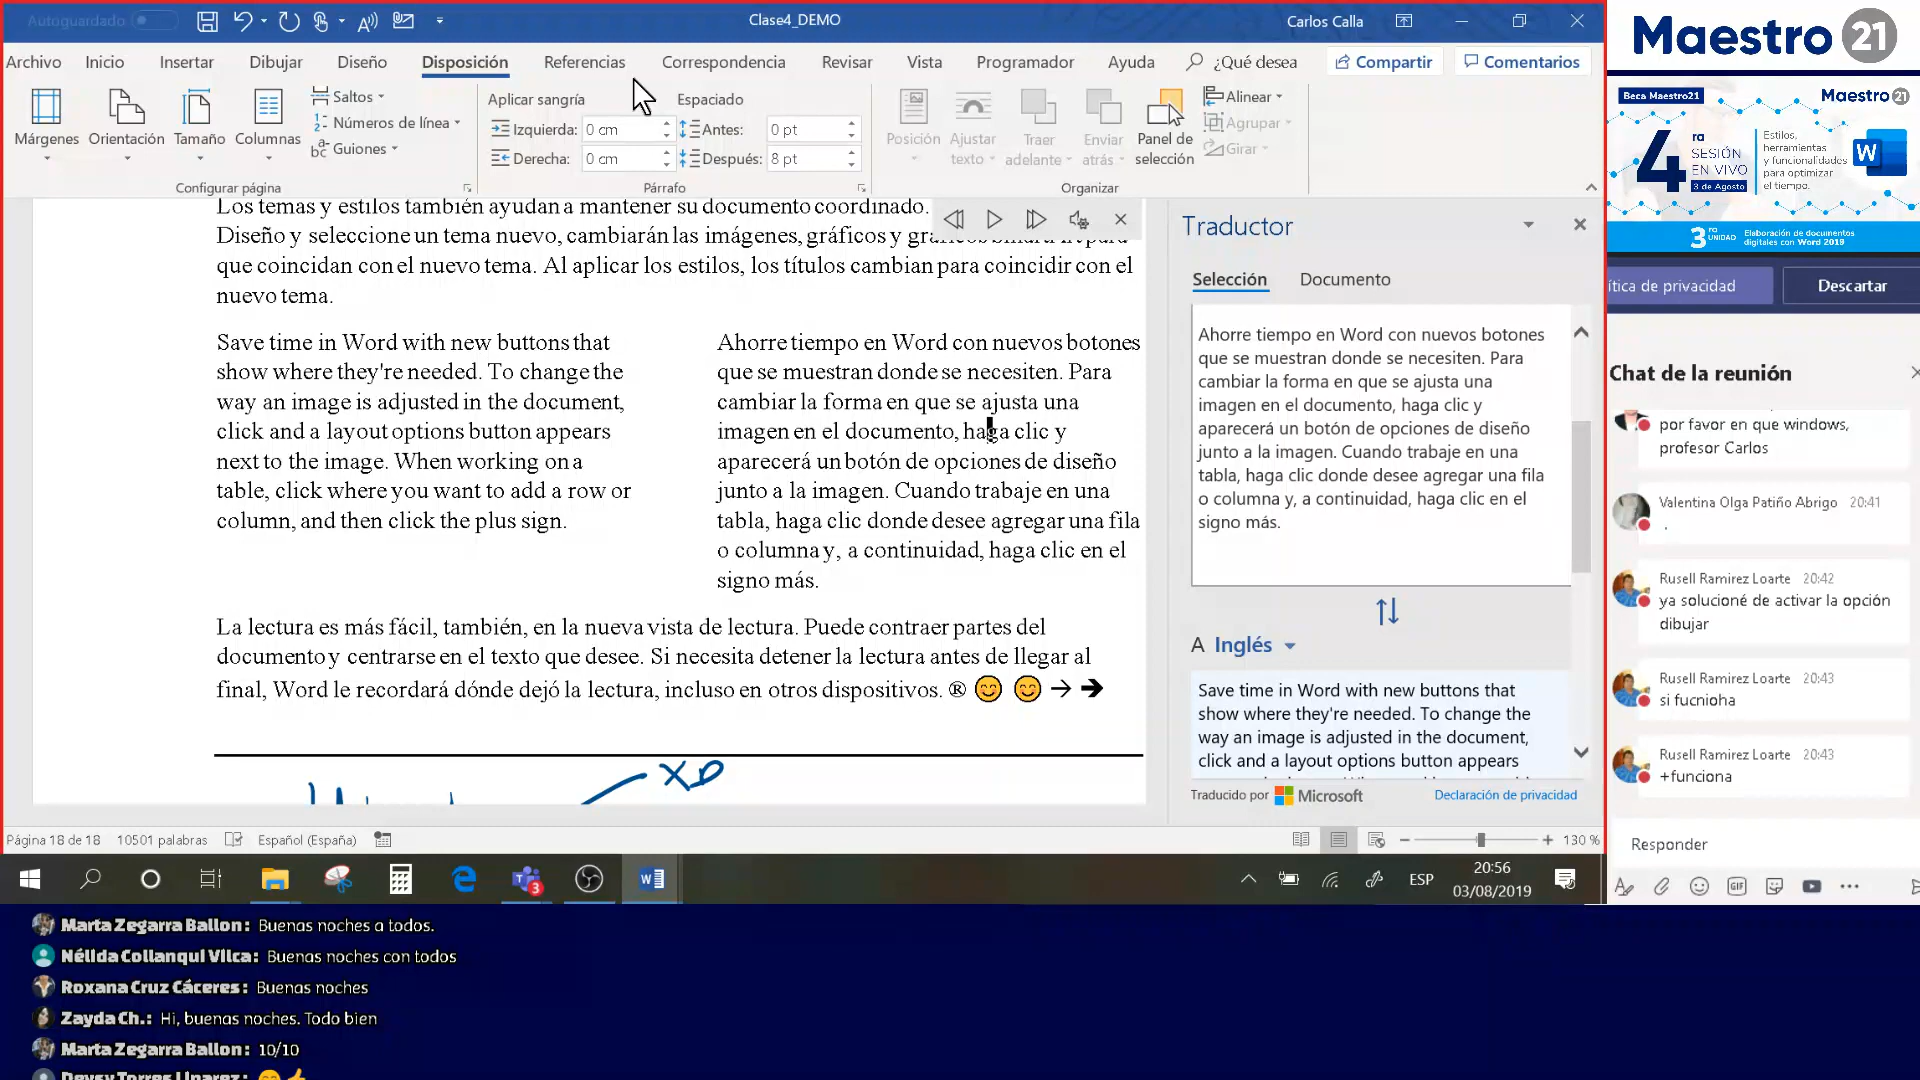 Autoguardado
Clase4_DEMO
Carlos Calla
Archivo Inicio Insertar Dibujar Diseño Disposición Referencias Correspondencia Revisar Vista Programador Ayuda ¿Qué desea Compartir Comentarios
Márgenes
Orientación
Tamaño
Columnas
Saltos
Números de línea
Guiones
Configurar página
Aplicar sangría
Izquierda: 0 cm
Derecha: 0 cm
Espaciado
Antes: 0 pt
Después: 8 pt
Párrafo
Posición
Ajustar texto
Traer adelante
Enviar atrás
Panel de selección
Alinear
Agrupar
Girar
Organizar
Los temas y estilos también ayudan a mantener su documento coordinado.
Diseño y seleccione un tema nuevo, cambiarán las imágenes, gráficos y gráficos SmartArt para
que coincidan con el nuevo tema. Al aplicar los estilos, los títulos cambian para coincidir con el
nuevo tema.
Save time in Word with new buttons that
show where they're needed. To change the
way an image is adjusted in the document,
click and a layout options button appears
next to the image. When working on a
table, click where you want to add a row or
column, and then click the plus sign.
Ahorre tiempo en Word con nuevos botones
que se muestran donde se necesiten. Para
cambiar la forma en que se ajusta una
imagen en el documento, haga clic y
aparecerá un botón de opciones de diseño
junto a la imagen. Cuando trabaje en una
tabla, haga clic donde desee agregar una fila
o columna y, a continuidad, haga clic en el
signo más.
La lectura es más fácil, también, en la nueva vista de lectura. Puede contraer partes del
documento y centrarse en el texto que desee. Si necesita detener la lectura antes de llegar al
final, Word le recordará dónde dejó la lectura, incluso en otros dispositivos. ® 😊 😊 → ➔
XP
Traductor
Selección Documento
Ahorre tiempo en Word con nuevos botones
que se muestran donde se necesiten. Para
cambiar la forma en que se ajusta una
imagen en el documento, haga clic y
aparecerá un botón de opciones de diseño
junto a la imagen. Cuando trabaje en una
tabla, haga clic donde desee agregar una fila
o columna y, a continuidad, haga clic en el
signo más.
A Inglés
Save time in Word with new buttons that
show where they're needed. To change the
way an image is adjusted in the document,
click and a layout options button appears
Traducido por Microsoft
Declaración de privacidad
Página 18 de 18 10501 palabras Español (España) 130 %
3
ESP
20:56
03/08/2019
Maestro 21
Beca Maestro21
Maestro 21
4ra
SESIÓN
EN VIVO
3 de Agosto
Estilos,
herramientas
y funcionalidades
para optimizar
el tiempo.
W
3ra UNIDAD
Elaboración de documentos
digitales con Word 2019
ítica de privacidad
Descartar
Chat de la reunión
por favor en que windows,
profesor Carlos
Valentina Olga Patiño Abrigo 20:41
.
Rusell Ramirez Loarte 20:42
ya solucioné de activar la opción
dibujar
Rusell Ramirez Loarte 20:43
si fucnioha
Rusell Ramirez Loarte 20:43
+funciona
Responder
GIF
Marta Zegarra Ballon: Buenas noches a todos.
Nélida Collanqui Vilca: Buenas noches con todos
Roxana Cruz Cáceres: Buenas noches
Zayda Ch.: Hi, buenas noches. Todo bien
Marta Zegarra Ballon: 10/10
Deysy Torres Linarez: 😊👍